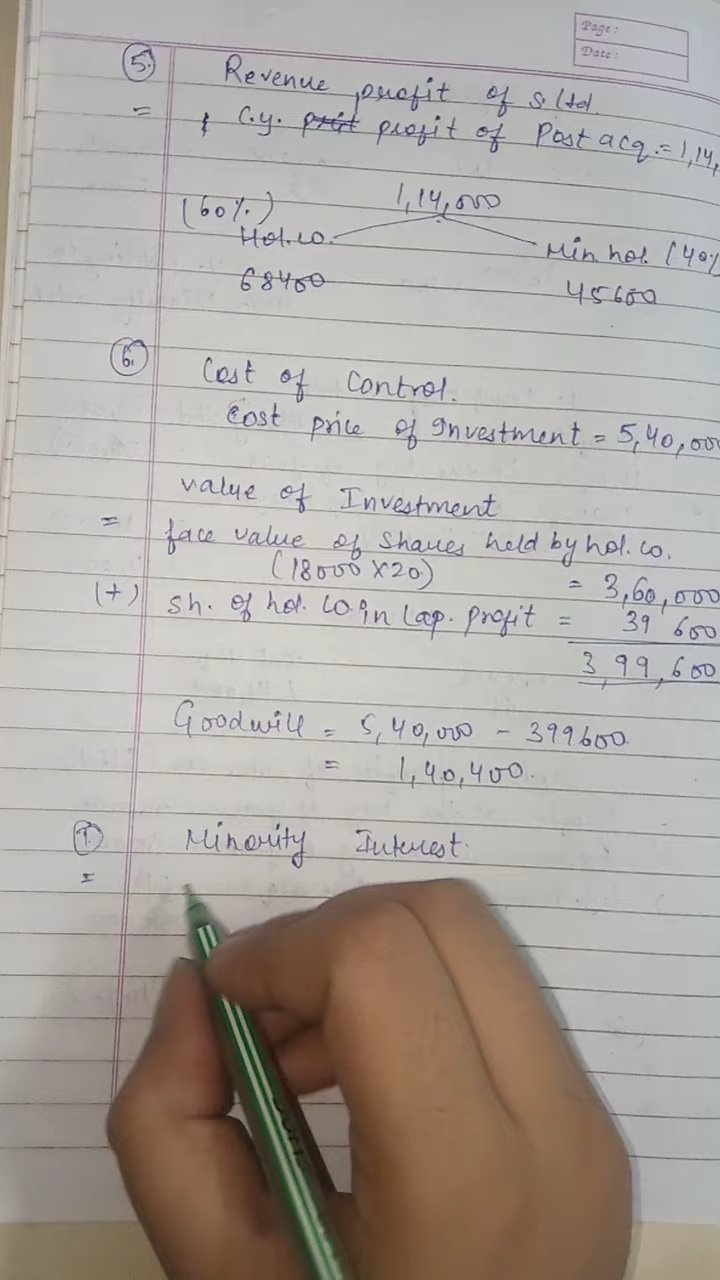 Page:
Date:
5. Revenue profit of S Ltd.
= C.y. profit of Post acq. = 1,14,
1,14,000
(60%)
Hol. co.
Min hol. (40%
68400
45600
6. Cost of Control.
Cost price of Investment = 5,40,000
Value of Investment
= face value of Shares held by hol. co.
(18000 X 20) = 3,60,000
(+) Sh. of hol. co. in Cap. profit = 39 600
3,99,600
Goodwill = 5,40,000 - 399600.
= 1,40,400.
7. Minority Interest.
=